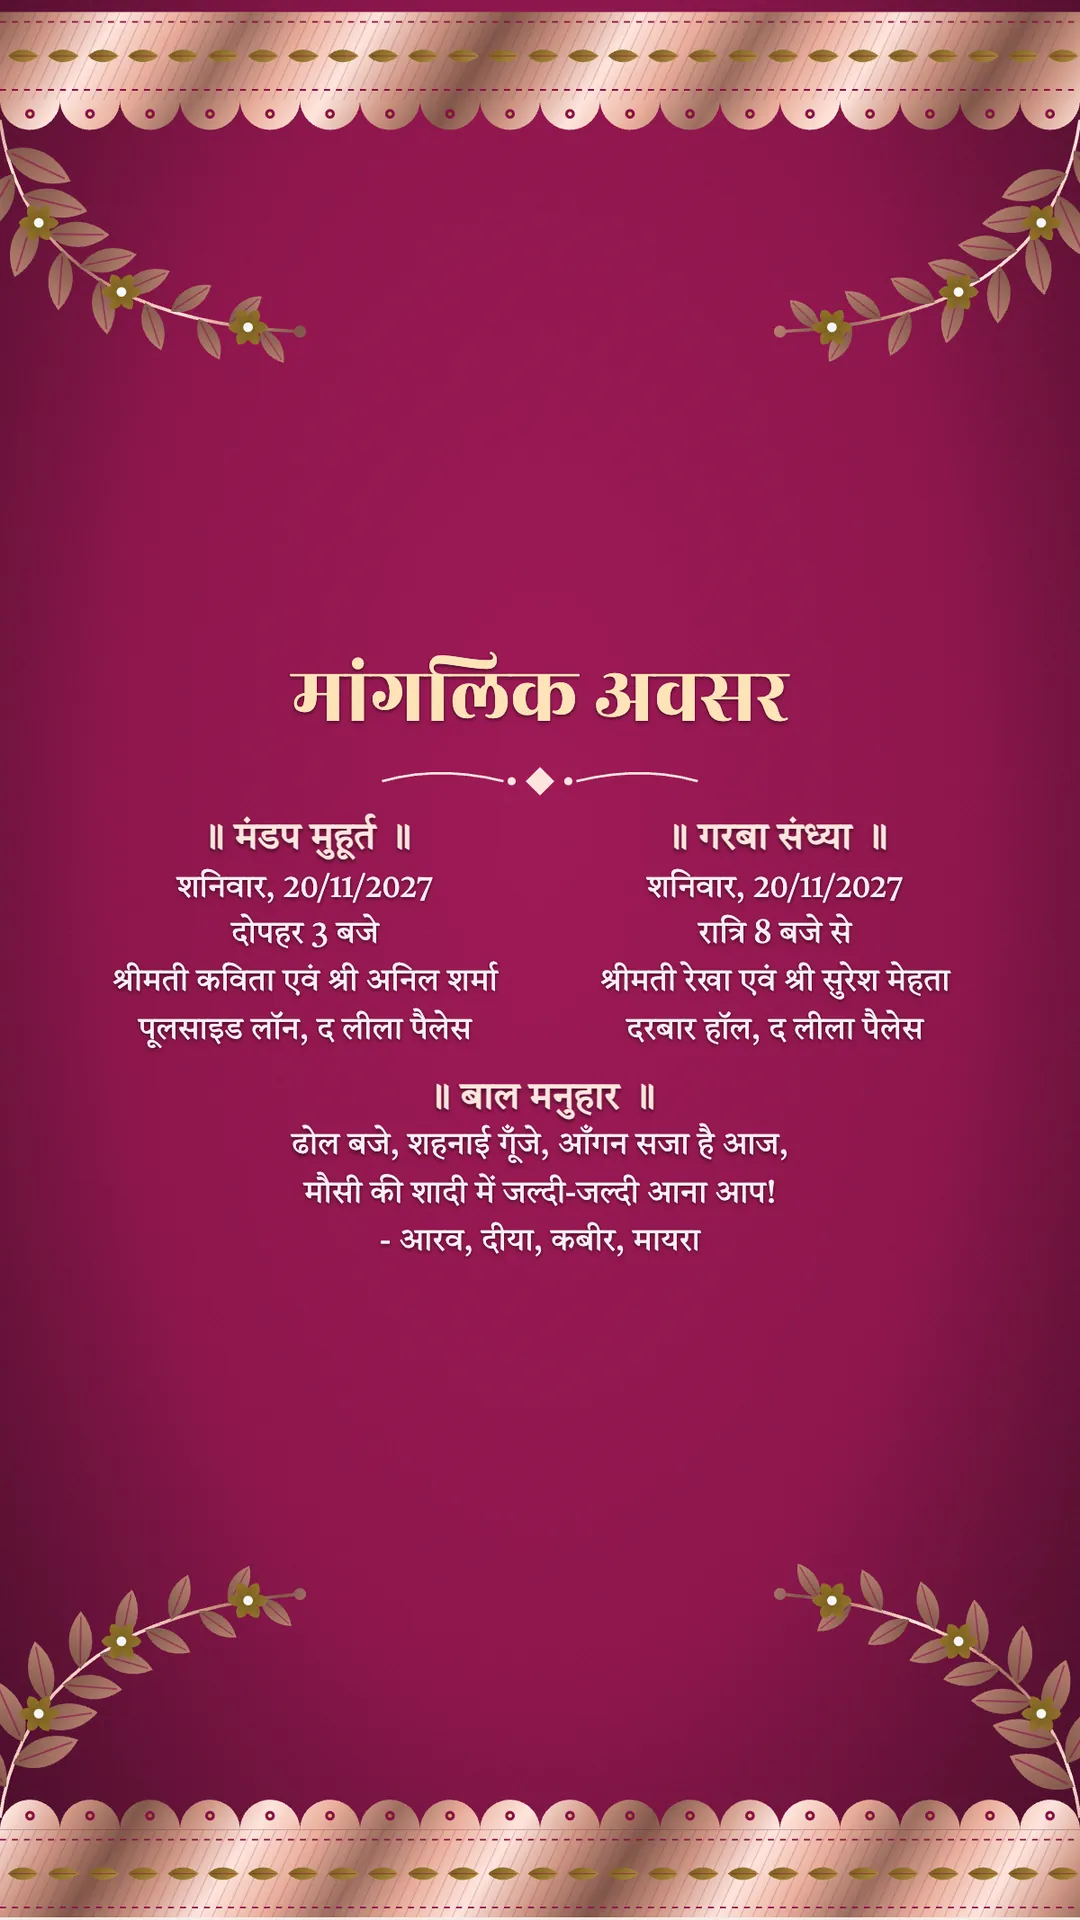 मांगलिक अवसर
॥ मंडप मुहूर्त ॥
शनिवार, 20/11/2027
दोपहर 3 बजे
श्रीमती कविता एवं श्री अनिल शर्मा
पूलसाइड लॉन, द लीला पैलेस
॥ गरबा संध्या ॥
शनिवार, 20/11/2027
रात्रि 8 बजे से
श्रीमती रेखा एवं श्री सुरेश मेहता
दरबार हॉल, द लीला पैलेस
॥ बाल मनुहार ॥
ढोल बजे, शहनाई गूँजे, आँगन सजा है आज,
मौसी की शादी में जल्दी-जल्दी आना आप!
- आरव, दीया, कबीर, मायरा